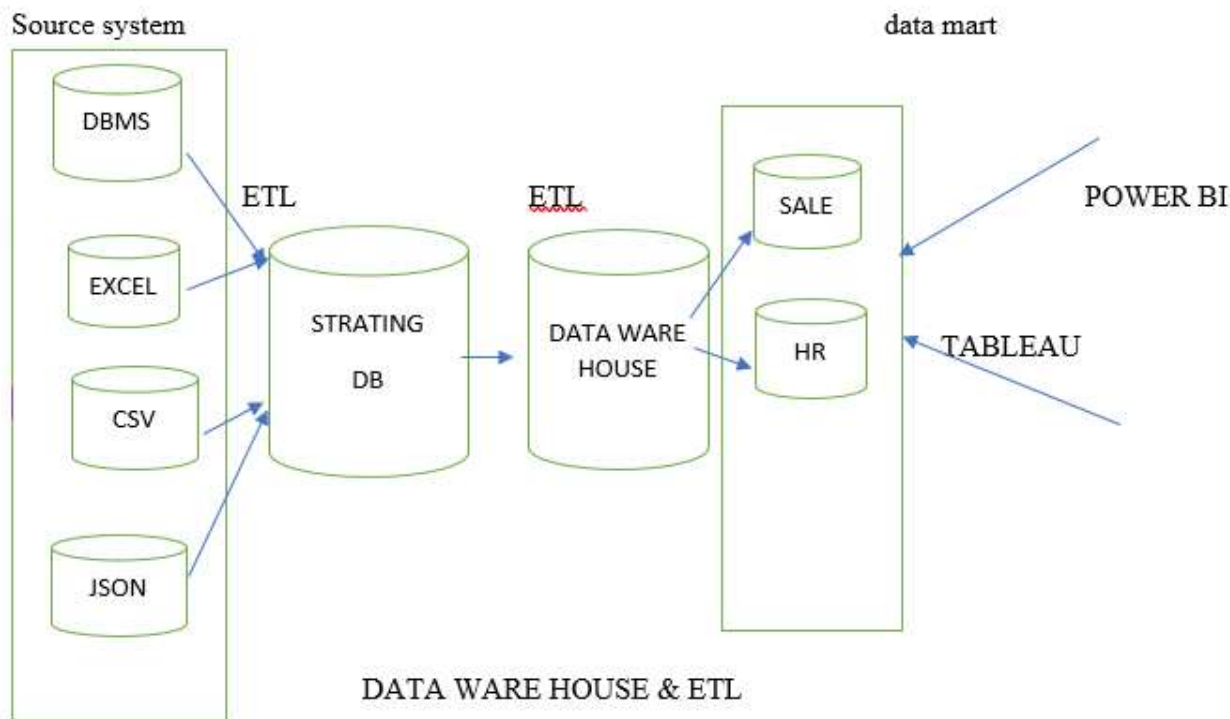 Source system
data mart
DBMS
EXCEL
CSV
JSON
ETL
STRATING
DB
ETL
DATA WARE
HOUSE
SALE
HR
POWER BI
TABLEAU
DATA WARE HOUSE & ETL